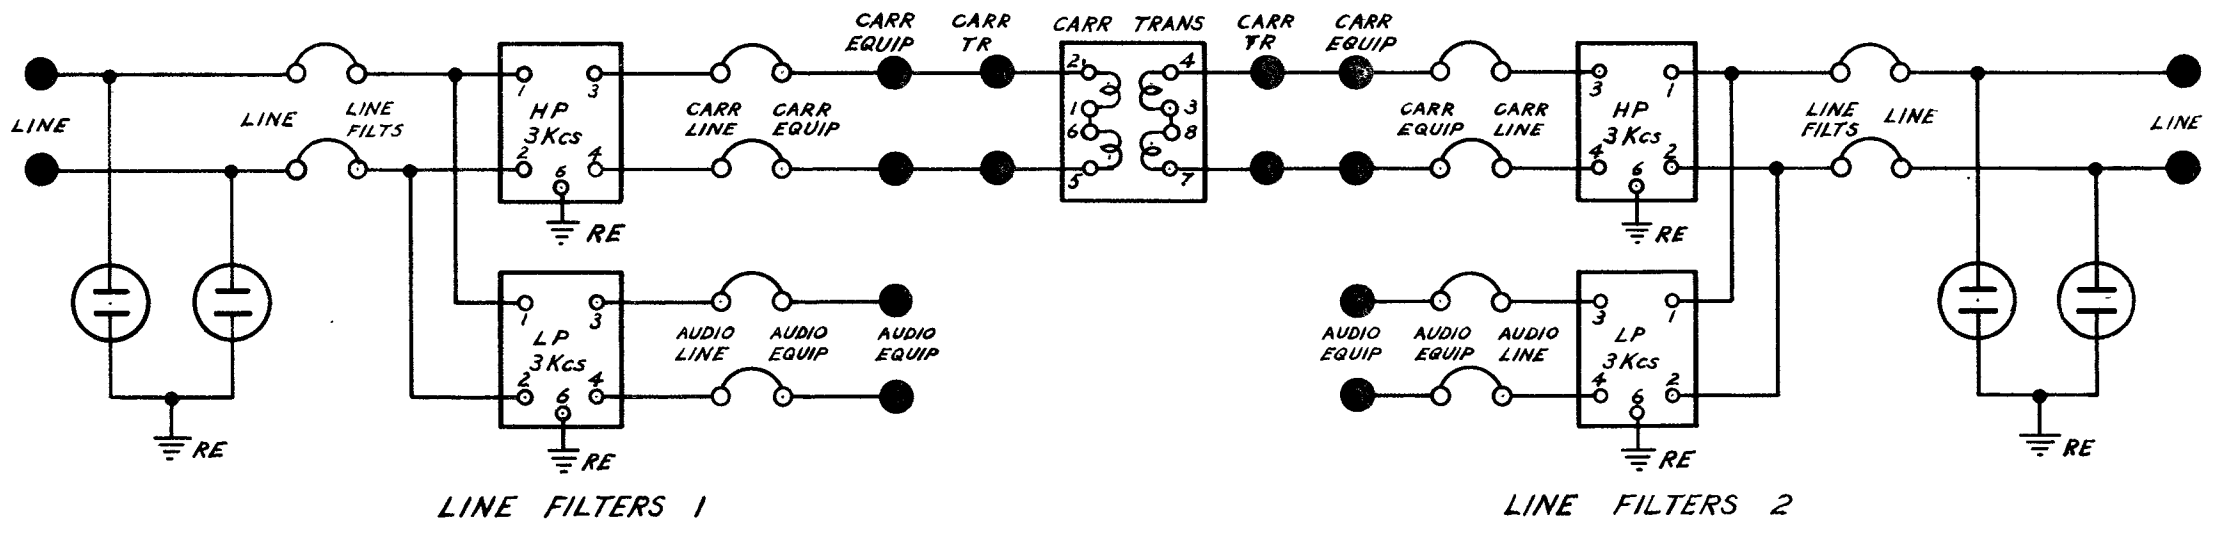 CARR
EQUIP
CARR
TR
CARR TRANS
CARR
TR
CARR
EQUIP
LINE
LINE
LINE
FILTS
1
3
HP
3 Kcs
2
4
6
RE
CARR
LINE
CARR
EQUIP
2
1
6
5
4
3
8
7
CARR
EQUIP
CARR
LINE
3
1
HP
3 Kcs
4
2
6
RE
LINE
FILTS
LINE
LINE
1
3
LP
3 Kcs
2
4
6
RE
AUDIO
LINE
AUDIO
EQUIP
AUDIO
EQUIP
AUDIO
EQUIP
AUDIO
EQUIP
AUDIO
LINE
3
1
LP
3 Kcs
4
2
6
RE
RE
RE
LINE FILTERS 1
LINE FILTERS 2